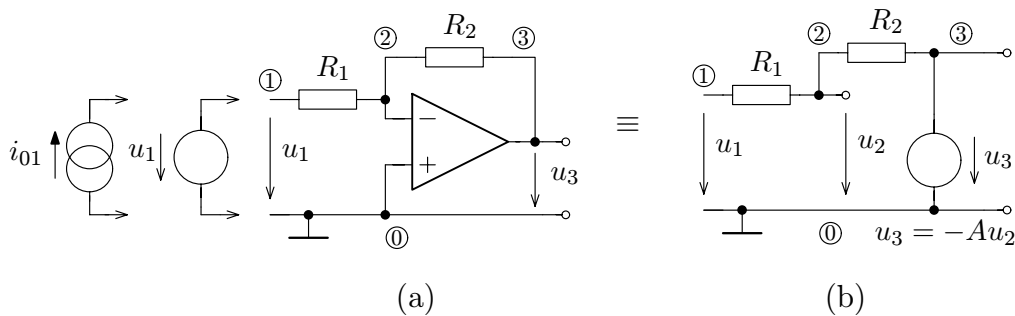 i₀₁
u₁
①
R₁
②
R₂
③
−
+
u₁
u₃
⓪
(a)
≡
①
R₁
②
R₂
③
u₁
u₂
u₃
⓪
u₃ = −Au₂
(b)